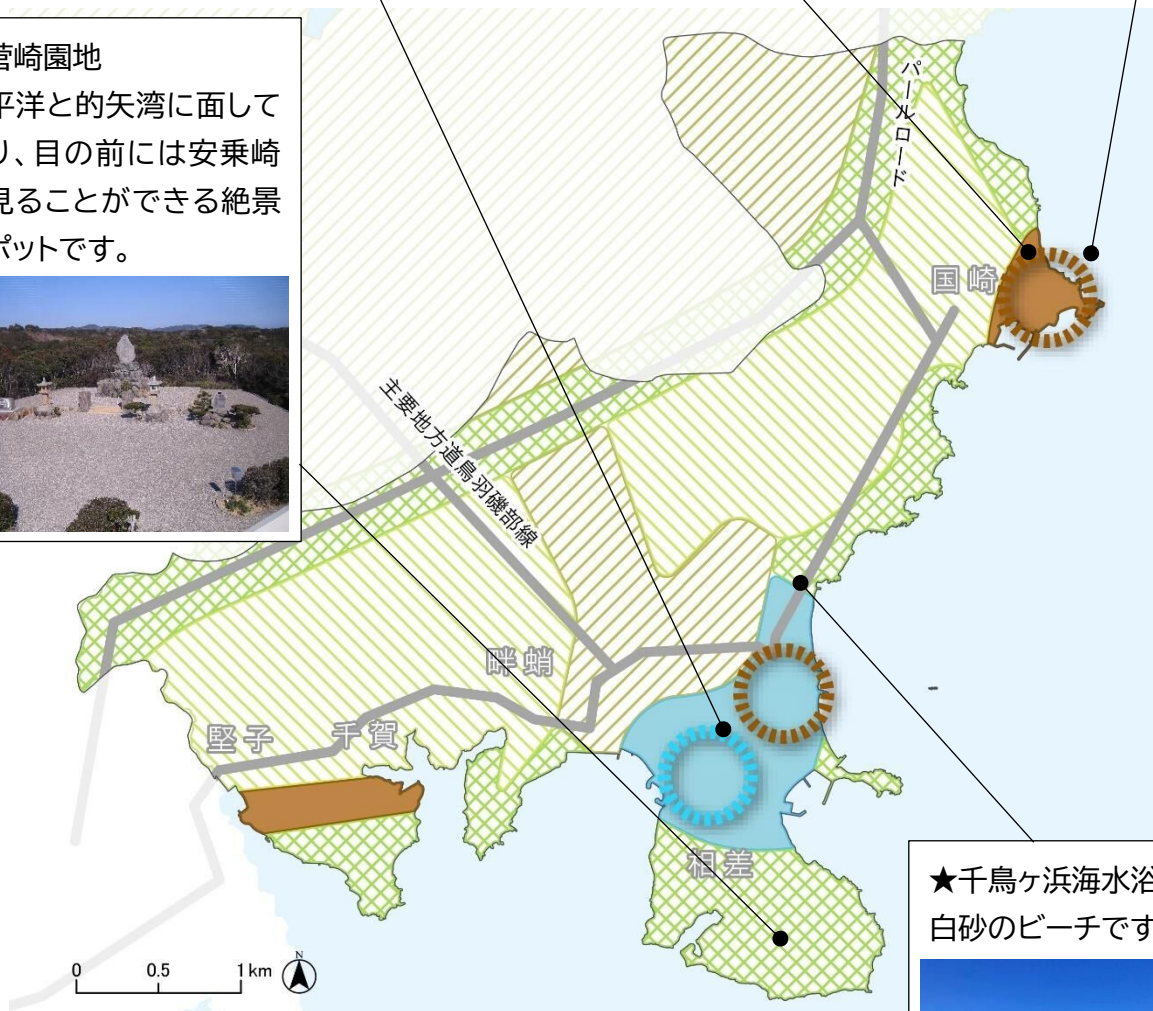 菅崎園地
平洋と的矢湾に面して
り、目の前には安乗崎
見ることができる絶景
ポットです。
パールロード
国崎
主要地方道鳥羽磯部線
畔蛸
堅子
千賀
相差
★千鳥ヶ浜海水浴
白砂のビーチです
0 0.5 1km
N